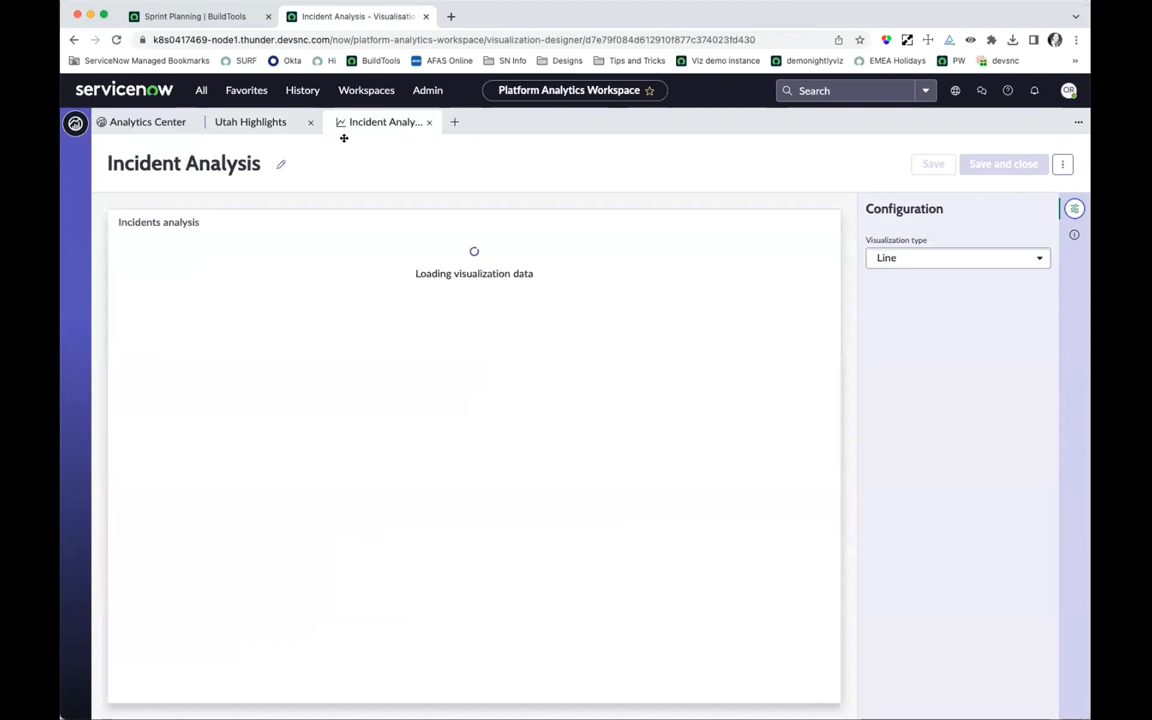 Sprint Planning | BuildTools
Incident Analysis - Visualisatio
k8s0417469-node1.thunder.devsnc.com/now/platform-analytics-workspace/visualization-designer/d7e79f084d612910f877c374023fd430
ServiceNow Managed Bookmarks SURF Okta Hi BuildTools AFAS Online SN Info Designs Tips and Tricks Viz demo instance demonightlyviz EMEA Holidays PW devsnc »
servicenow All Favorites History Workspaces Admin Platform Analytics Workspace Search OR
Analytics Center Utah Highlights Incident Analy...
Incident Analysis Save Save and close
Incidents analysis
Loading visualization data
Configuration
Visualization type
Line